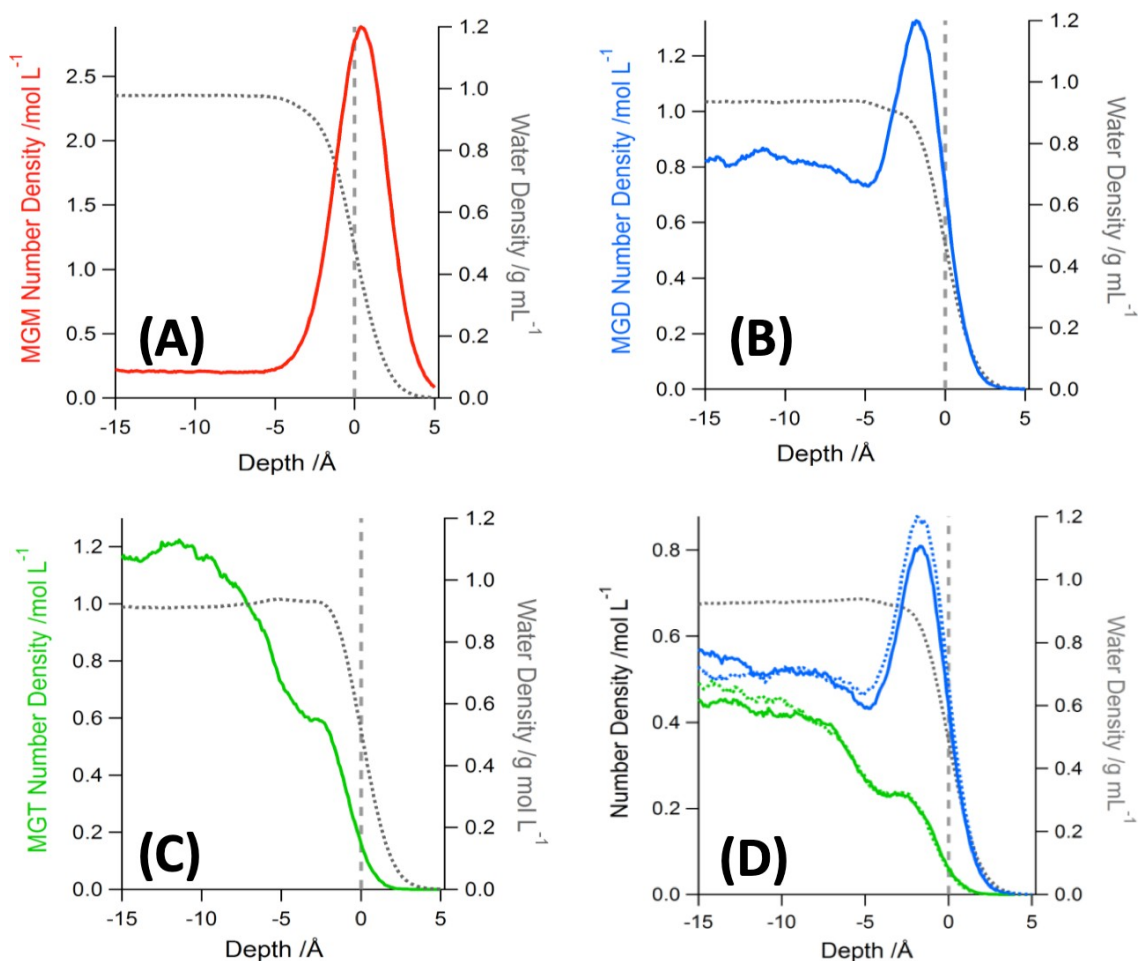 MGM Number Density /mol L-1
2.5
2.0
1.5
1.0
0.5
0.0
(A)
1.2
1.0
0.8
0.6
0.4
0.2
0.0
Water Density /g mL-1
-15 -10 -5 0 5
Depth /Å
MGD Number Density /mol L-1
1.2
1.0
0.8
0.6
0.4
0.2
0.0
(B)
1.2
1.0
0.8
0.6
0.4
0.2
0.0
Water Density /g mL-1
-15 -10 -5 0 5
Depth /Å
MGT Number Density /mol L-1
1.2
1.0
0.8
0.6
0.4
0.2
0.0
(C)
1.2
1.0
0.8
0.6
0.4
0.2
0.0
Water Density /g mol L-1
-15 -10 -5 0 5
Depth /Å
Number Density /mol L-1
0.8
0.6
0.4
0.2
0.0
(D)
1.2
1.0
0.8
0.6
0.4
0.2
0.0
Water Density /g mL-1
-15 -10 -5 0 5
Depth /Å